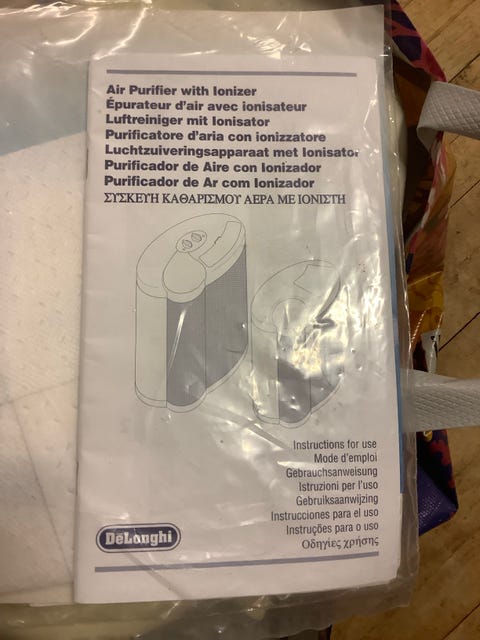 Air Purifier with Ionizer
Épurateur d'air avec ionisateur
Luftreiniger mit Ionisator
Purificatore d'aria con ionizzatore
Luchtzuiveringsapparaat met Ionisator
Purificador de Aire con Ionizador
Purificador de Ar com Ionizador
ΣΥΣΚΕΥΗ ΚΑΘΑΡΙΣΜΟΥ ΑΕΡΑ ΜΕ ΙΟΝΙΣΤΗ
Instructions for use
Mode d'emploi
Gebrauchsanweisung
Istruzioni per l'uso
Gebruiksaanwijzing
Instrucciones para el uso
Instruções para o uso
Οδηγίες χρήσης
DeLonghi